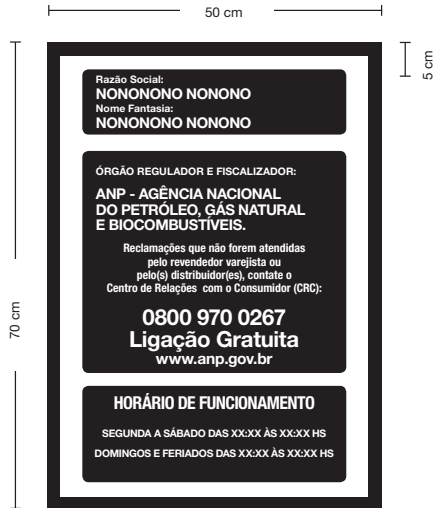 50 cm
5 cm
70 cm
Razão Social:
NONONONO NONONO
Nome Fantasia:
NONONONO NONONO
ÓRGÃO REGULADOR E FISCALIZADOR:
ANP - AGÊNCIA NACIONAL
DO PETRÓLEO, GÁS NATURAL
E BIOCOMBUSTÍVEIS.
Reclamações que não forem atendidas
pelo revendedor varejista ou
pelo(s) distribuidor(es), contate o
Centro de Relações com o Consumidor (CRC):
0800 970 0267
Ligação Gratuita
www.anp.gov.br
HORÁRIO DE FUNCIONAMENTO
SEGUNDA A SÁBADO DAS XX:XX ÀS XX:XX HS
DOMINGOS E FERIADOS DAS XX:XX ÀS XX:XX HS